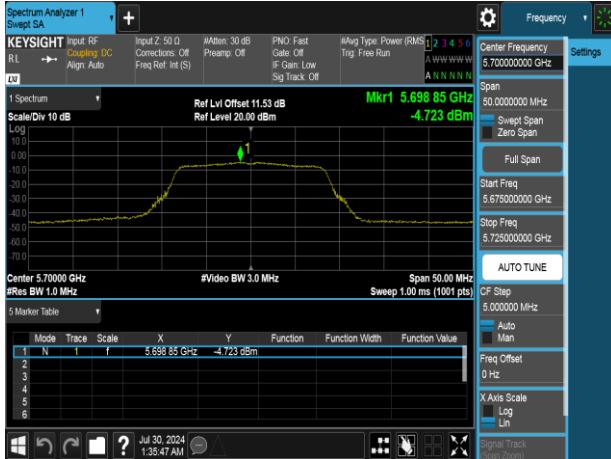 Spectrum Analyzer 1
Swept SA
+
Frequency
KEYSIGHT
RL
Input: RF
Coupling: DC
Align: Auto
Input Z: 50 Ω
Corrections: Off
Freq Ref: Int (S)
#Atten: 30 dB
Preamp: Off
PNO: Fast
Gate: Off
IF Gain: Low
Sig Track: Off
#Avg Type: Power (RMS
Trig: Free Run
1 2 3 4 5 6
A W W W W W
A N N N N N
LXI
1 Spectrum
Scale/Div 10 dB
Ref Lvl Offset 11.53 dB
Ref Level 20.00 dBm
Mkr1 5.698 85 GHz
-4.723 dBm
Log
10.0
0.00
-10.0
-20.0
-30.0
-40.0
-50.0
-60.0
-70.0
1
Center 5.70000 GHz
#Res BW 1.0 MHz
#Video BW 3.0 MHz
Span 50.00 MHz
Sweep 1.00 ms (1001 pts)
5 Marker Table
Mode Trace Scale X Y Function Function Width Function Value
1 N 1 f 5.698 85 GHz -4.723 dBm
2
3
4
5
6
Jul 30, 2024
1:35:47 AM
Center Frequency
5.700000000 GHz
Settings
Span
50.0000000 MHz
Swept Span
Zero Span
Full Span
Start Freq
5.675000000 GHz
Stop Freq
5.725000000 GHz
AUTO TUNE
CF Step
5.000000 MHz
Auto
Man
Freq Offset
0 Hz
X Axis Scale
Log
Lin
Signal Track
(Span Zoom)